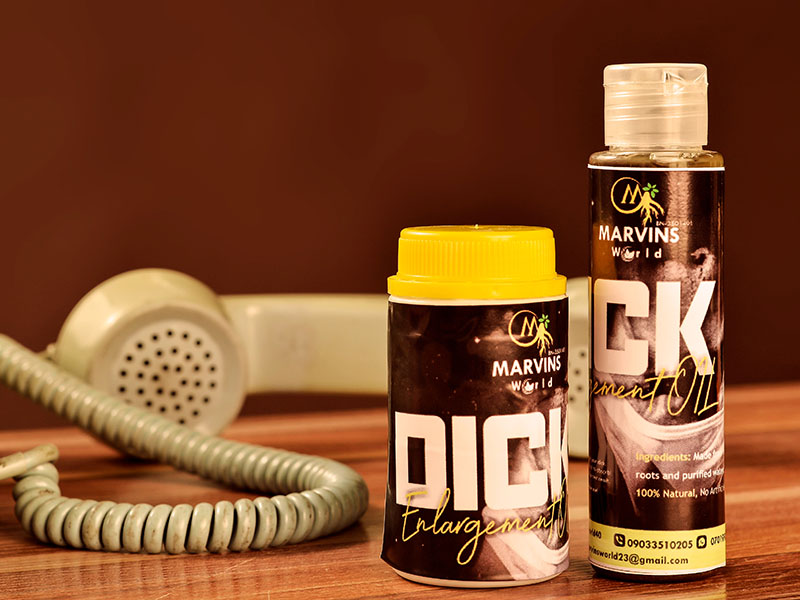 M
MARVINS
World
DICK
Enlargement
M
MARVINS
World
CK
ement OIL
Ingredients: Made
roots and purified
100% Natural, No
09033510205
world23@gmail.com